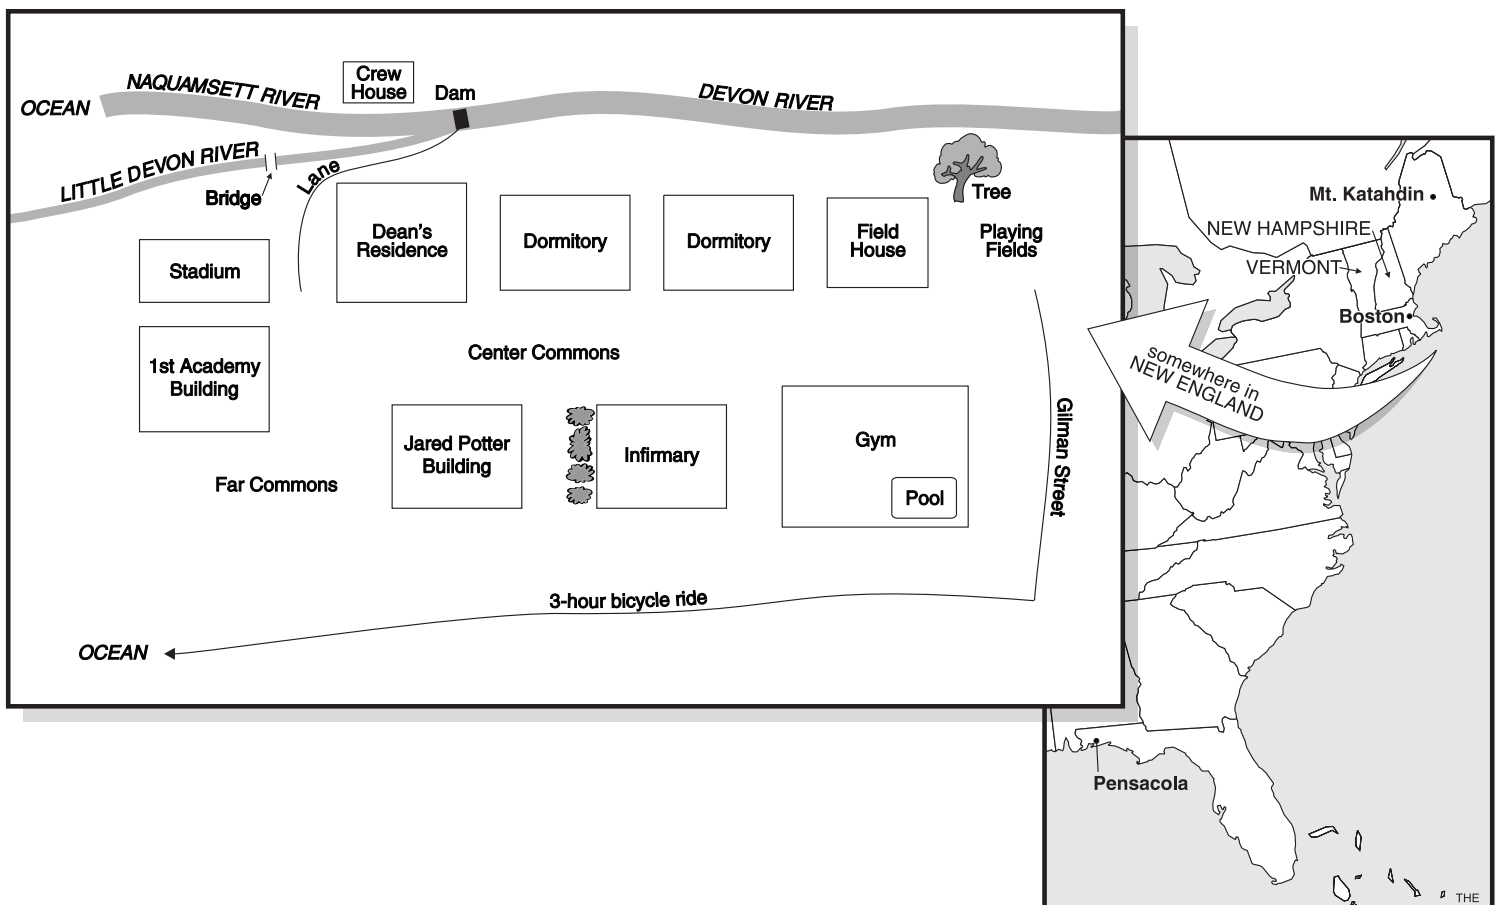 NAQUAMSETT RIVER
Crew
House
Dam
DEVON RIVER
OCEAN
LITTLE DEVON RIVER
Bridge
Lane
Tree
Dean's
Residence
Dormitory
Dormitory
Field
House
Playing
Fields
Stadium
1st Academy
Building
Center Commons
Jared Potter
Building
Infirmary
Gym
Pool
Gilman Street
Far Commons
3-hour bicycle ride
OCEAN
Mt. Katahdin
NEW HAMPSHIRE
VERMONT
Boston
somewhere in
NEW ENGLAND
Pensacola
THE